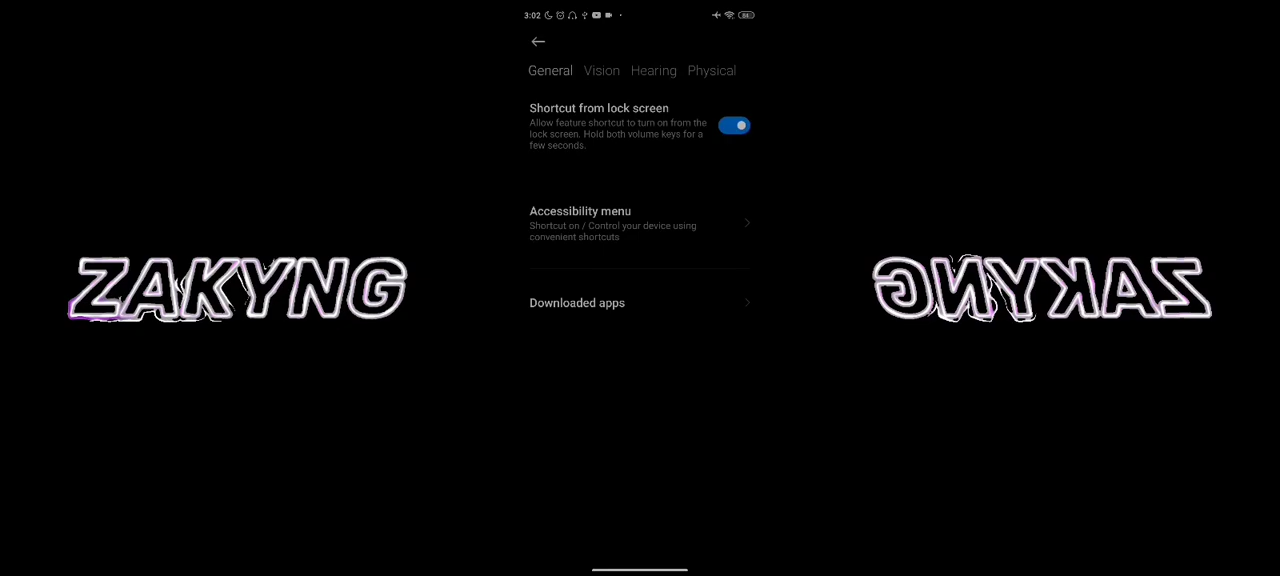 3:02
84
General Vision Hearing Physical
Shortcut from lock screen
Allow feature shortcut to turn on from the
lock screen. Hold both volume keys for a
few seconds.
Accessibility menu
Shortcut on / Control your device using
convenient shortcuts
ZAKYNG
ZAKYNG
Downloaded apps